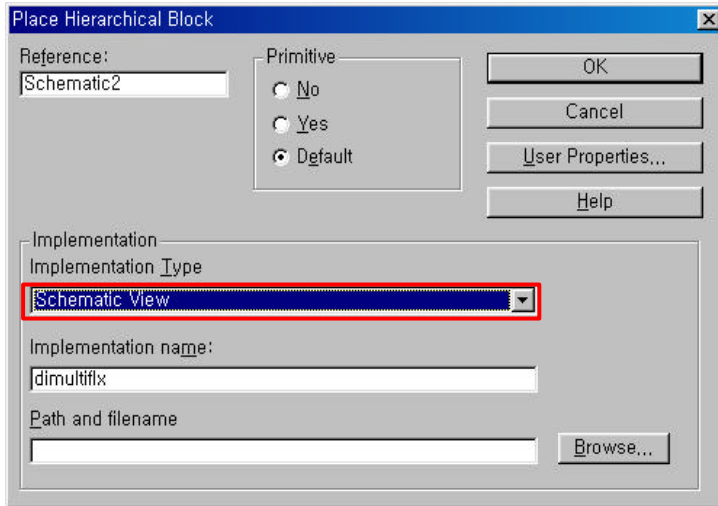 Place Hierarchical Block
Reference:
Schematic2
Primitive
No
Yes
Default
OK
Cancel
User Properties...
Help
Implementation
Implementation Type
Schematic View
Implementation name:
dimultiflx
Path and filename
Browse...